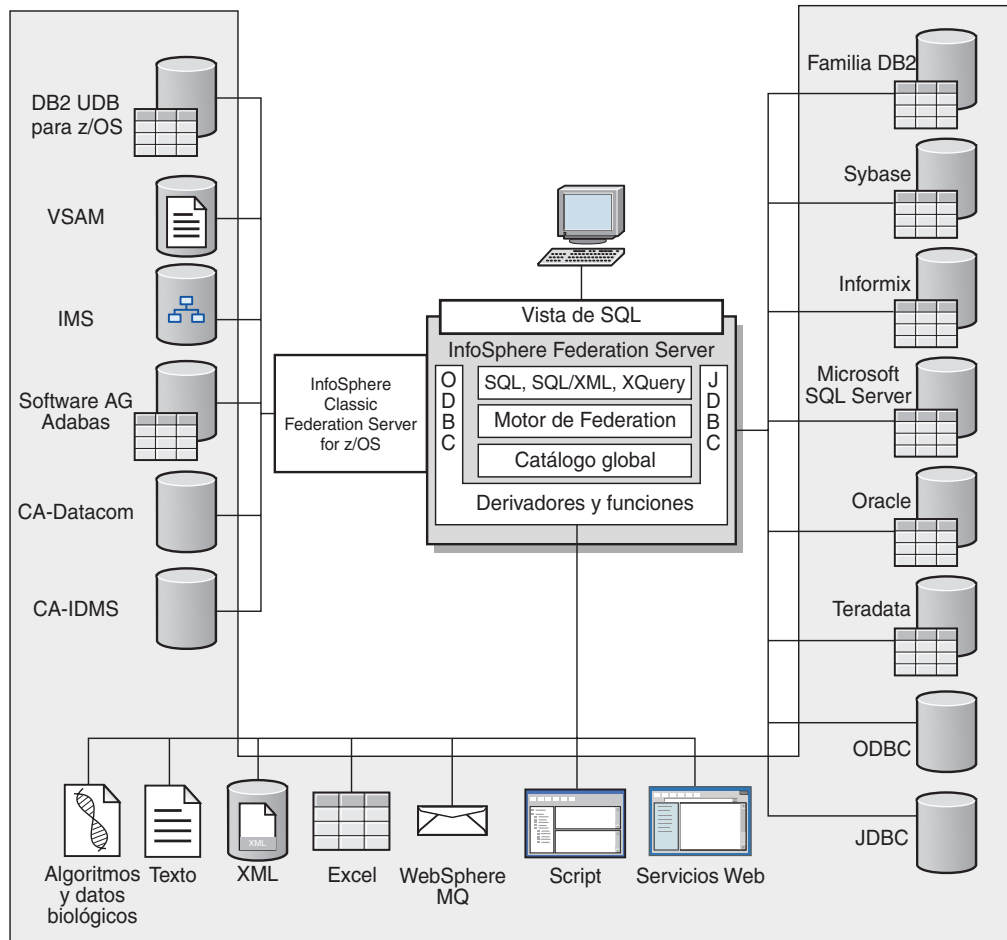 DB2 UDB
para z/OS
VSAM
IMS
Software AG
Adabas
CA-Datacom
CA-IDMS
InfoSphere
Classic
Federation Server
for z/OS
Vista de SQL
InfoSphere Federation Server
ODBC
SQL, SQL/XML, XQuery
Motor de Federation
Catálogo global
JDBC
Derivadores y funciones
Familia DB2
Sybase
Informix
Microsoft
SQL Server
Oracle
Teradata
ODBC
JDBC
Algoritmos
y datos
biológicos
Texto
XML
XML
Excel
WebSphere
MQ
Script
Servicios Web